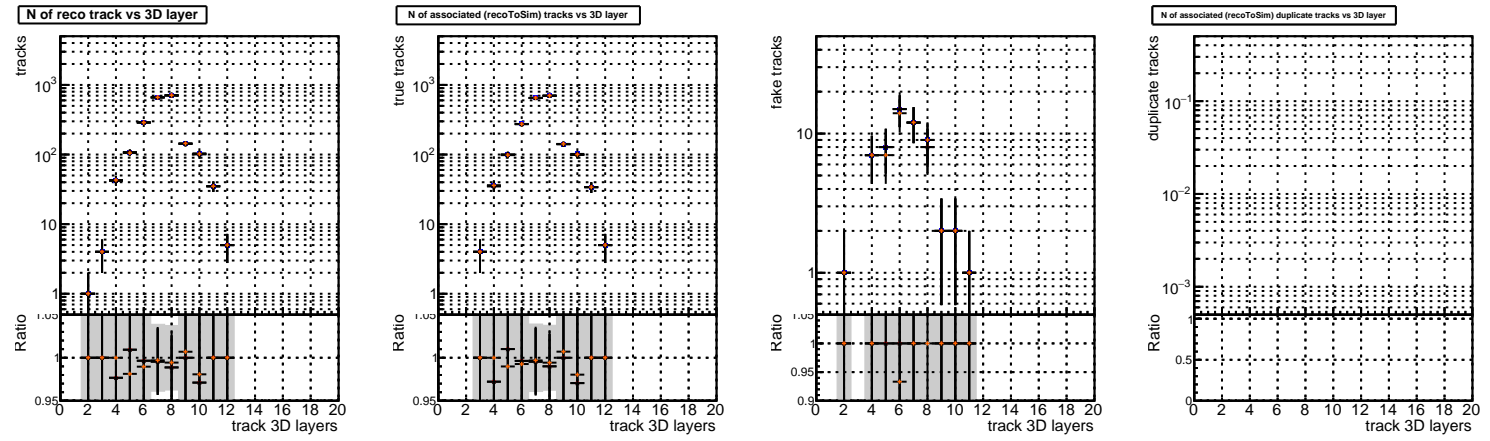 N of reco track vs 3D layer
tracks
10³
10²
10
1
Ratio
1.05
1
0.95
0 2 4 6 8 10 12 14 16 18 20
track 3D layers
N of associated (recoToSim) tracks vs 3D layer
true tracks
10³
10²
10
1
Ratio
1.05
1
0.95
0 2 4 6 8 10 12 14 16 18 20
track 3D layers
fake tracks
10
1
Ratio
1.05
1
0.95
0.9
0 2 4 6 8 10 12 14 16 18 20
track 3D layers
N of associated (recoToSim) duplicate tracks vs 3D layer
duplicate tracks
10⁻¹
10⁻²
10⁻³
Ratio
1
0.5
0
0 2 4 6 8 10 12 14 16 18 20
track 3D layers